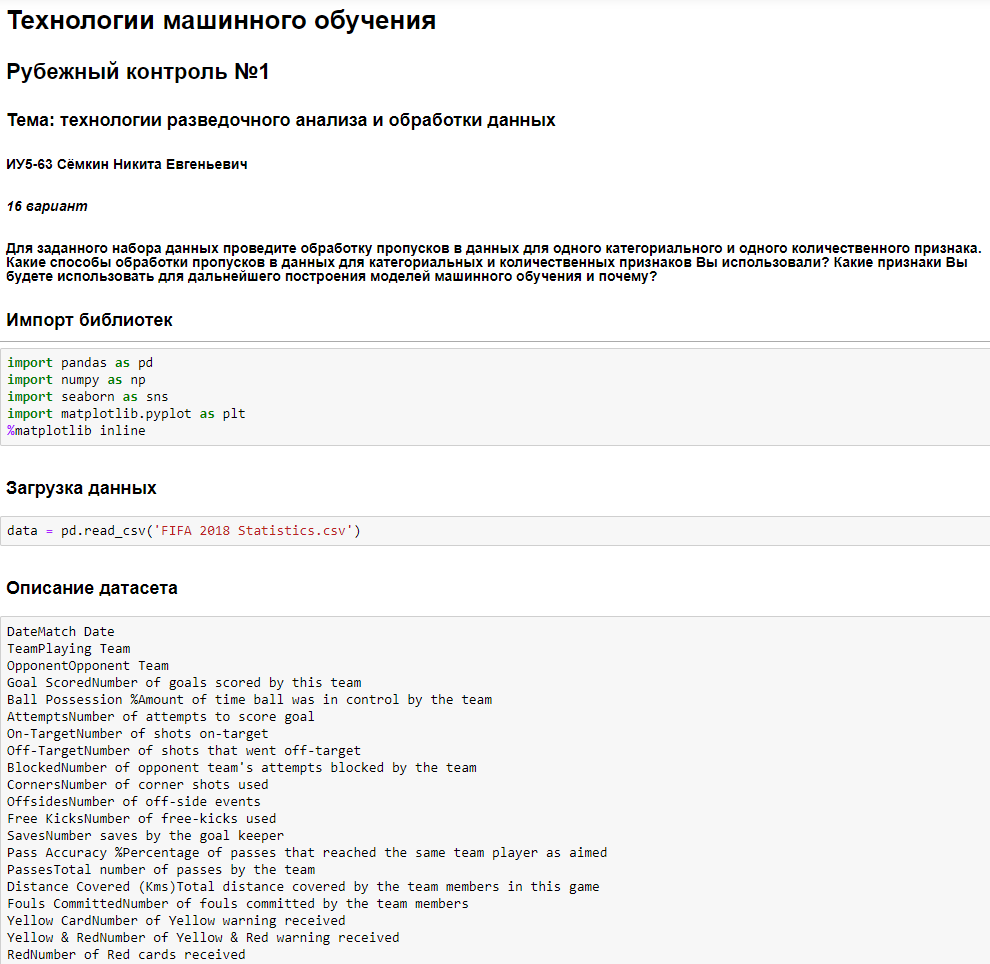 Технологии машинного обучения
Рубежный контроль №1
Тема: технологии разведочного анализа и обработки данных
ИУ5-63 Сёмкин Никита Евгеньевич
16 вариант
Для заданного набора данных проведите обработку пропусков в данных для одного категориального и одного количественного признака.
Какие способы обработки пропусков в данных для категориальных и количественных признаков Вы использовали? Какие признаки Вы
будете использовать для дальнейшего построения моделей машинного обучения и почему?
Импорт библиотек
import pandas as pd
import numpy as np
import seaborn as sns
import matplotlib.pyplot as plt
%matplotlib inline
Загрузка данных
data = pd.read_csv('FIFA 2018 Statistics.csv')
Описание датасета
DateMatch Date
TeamPlaying Team
OpponentOpponent Team
Goal ScoredNumber of goals scored by this team
Ball Possession %Amount of time ball was in control by the team
AttemptsNumber of attempts to score goal
On-TargetNumber of shots on-target
Off-TargetNumber of shots that went off-target
BlockedNumber of opponent team's attempts blocked by the team
CornersNumber of corner shots used
OffsidesNumber of off-side events
Free KicksNumber of free-kicks used
SavesNumber saves by the goal keeper
Pass Accuracy %Percentage of passes that reached the same team player as aimed
PassesTotal number of passes by the team
Distance Covered (Kms)Total distance covered by the team members in this game
Fouls CommittedNumber of fouls committed by the team members
Yellow CardNumber of Yellow warning received
Yellow & RedNumber of Yellow & Red warning received
RedNumber of Red cards received